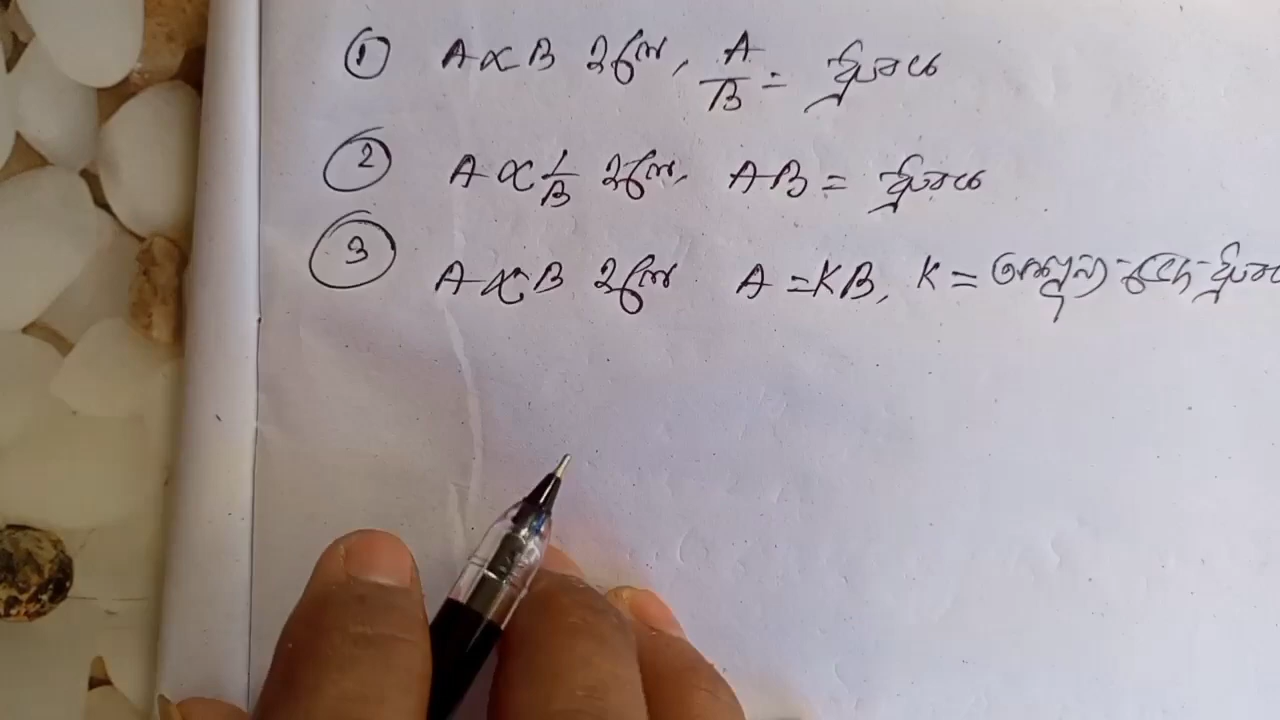 ① A ∝ B হলে, A/B = ধ্রুবক
② A ∝ 1/B হলে, AB = ধ্রুবক
③ A ∝ B হলে A = KB, K = অশূন্য ভেদ ধ্রুবক